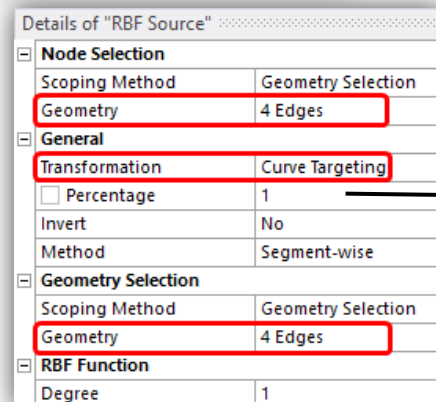 Details of "RBF Source"
Node Selection
Scoping Method Geometry Selection
Geometry 4 Edges
General
Transformation Curve Targeting
Percentage 1
Invert No
Method Segment-wise
Geometry Selection
Scoping Method Geometry Selection
Geometry 4 Edges
RBF Function
Degree 1